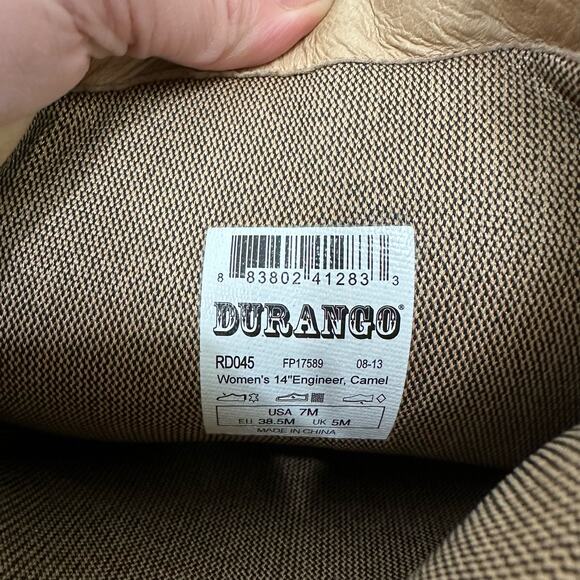 8 83802 41283 3
DURANGO®
RD045 FP17589 08-13
Women's 14"Engineer, Camel
USA 7M
EU 38.5M UK 5M
MADE IN CHINA